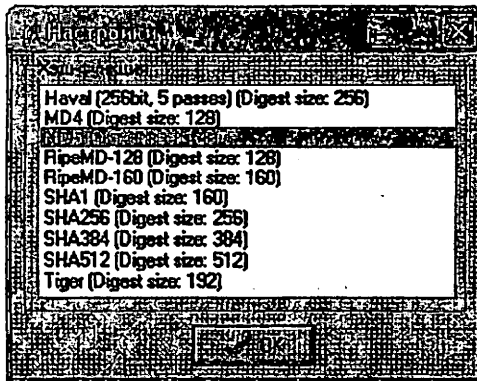 Настройки
Haval (256bit, 5 passes) (Digest size: 256)
MD4 (Digest size: 128)
MD5
RipeMD-128 (Digest size: 128)
RipeMD-160 (Digest size: 160)
SHA1 (Digest size: 160)
SHA256 (Digest size: 256)
SHA384 (Digest size: 384)
SHA512 (Digest size: 512)
Tiger (Digest size: 192)
OK